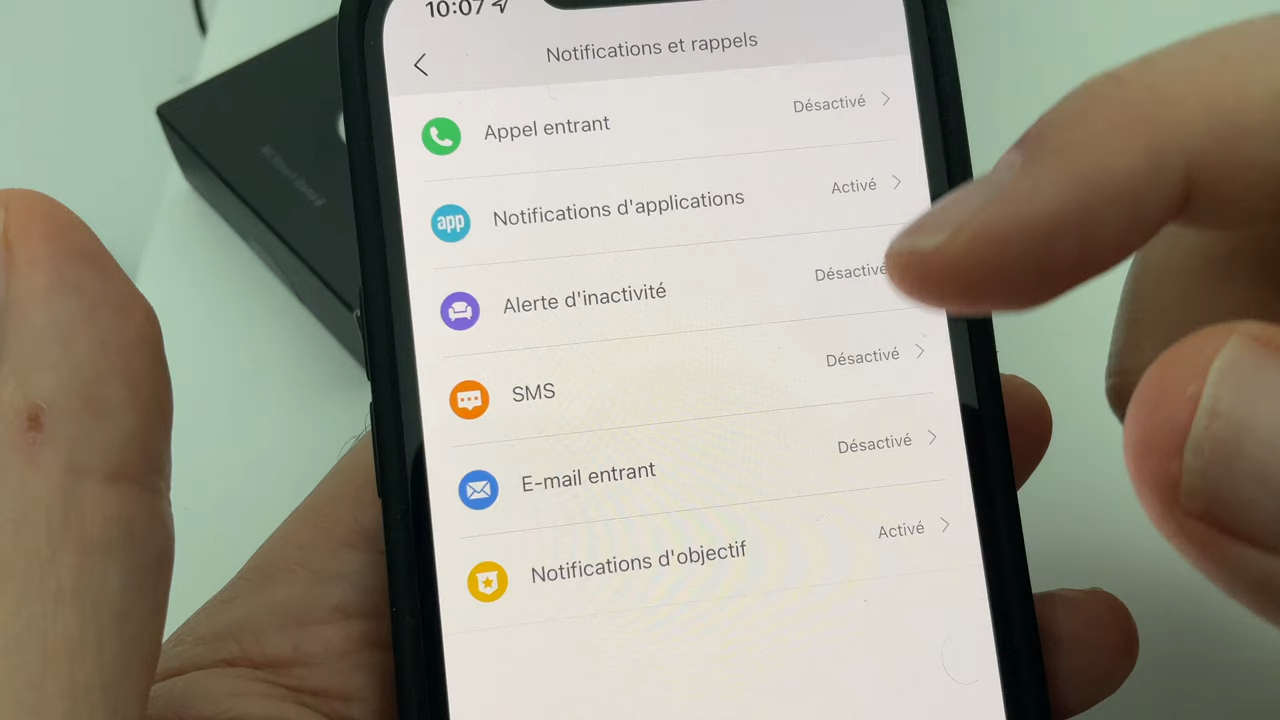 10:07
Notifications et rappels
Appel entrant
Désactivé
app
Notifications d'applications
Activé
Alerte d'inactivité
Désactivé
SMS
Désactivé
E-mail entrant
Désactivé
Notifications d'objectif
Activé